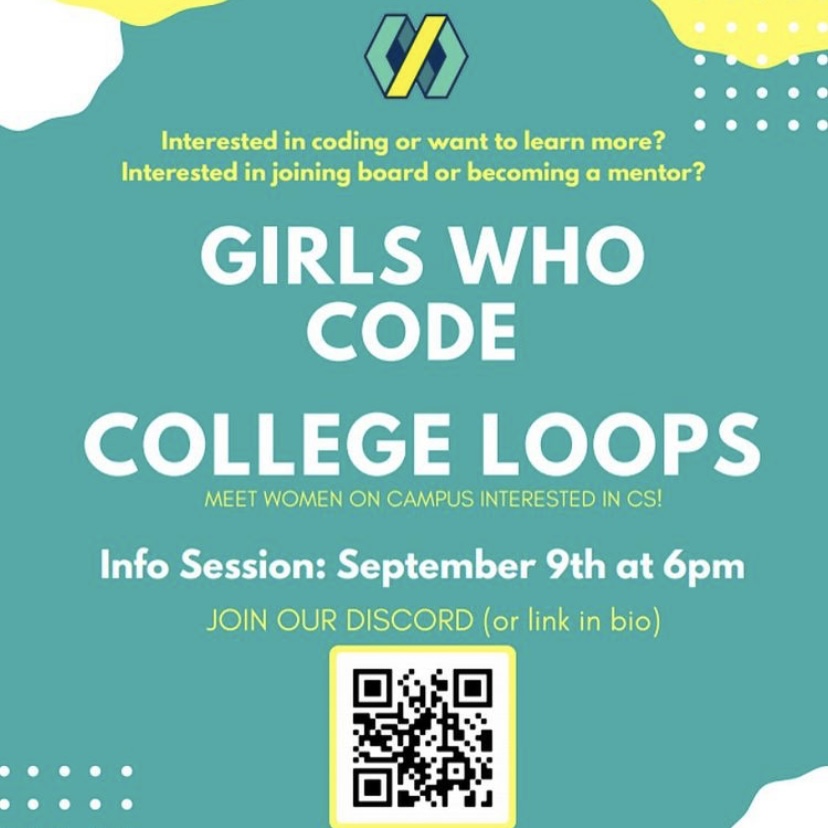 Interested in coding or want to learn more?
Interested in joining board or becoming a mentor?
GIRLS WHO
CODE
COLLEGE LOOPS
MEET WOMEN ON CAMPUS INTERESTED IN CS!
Info Session: September 9th at 6pm
JOIN OUR DISCORD (or link in bio)